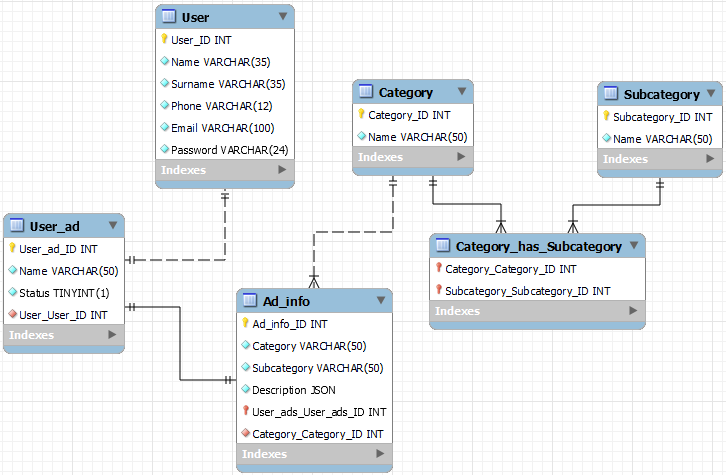 User
User_ID INT
Name VARCHAR(35)
Surname VARCHAR(35)
Phone VARCHAR(12)
Email VARCHAR(100)
Password VARCHAR(24)
Indexes
Category
Category_ID INT
Name VARCHAR(50)
Indexes
Subcategory
Subcategory_ID INT
Name VARCHAR(50)
Indexes
User_ad
User_ad_ID INT
Name VARCHAR(50)
Status TINYINT(1)
User_User_ID INT
Indexes
Category_has_Subcategory
Category_Category_ID INT
Subcategory_Subcategory_ID INT
Indexes
Ad_info
Ad_info_ID INT
Category VARCHAR(50)
Subcategory VARCHAR(50)
Description JSON
User_ads_User_ads_ID INT
Category_Category_ID INT
Indexes